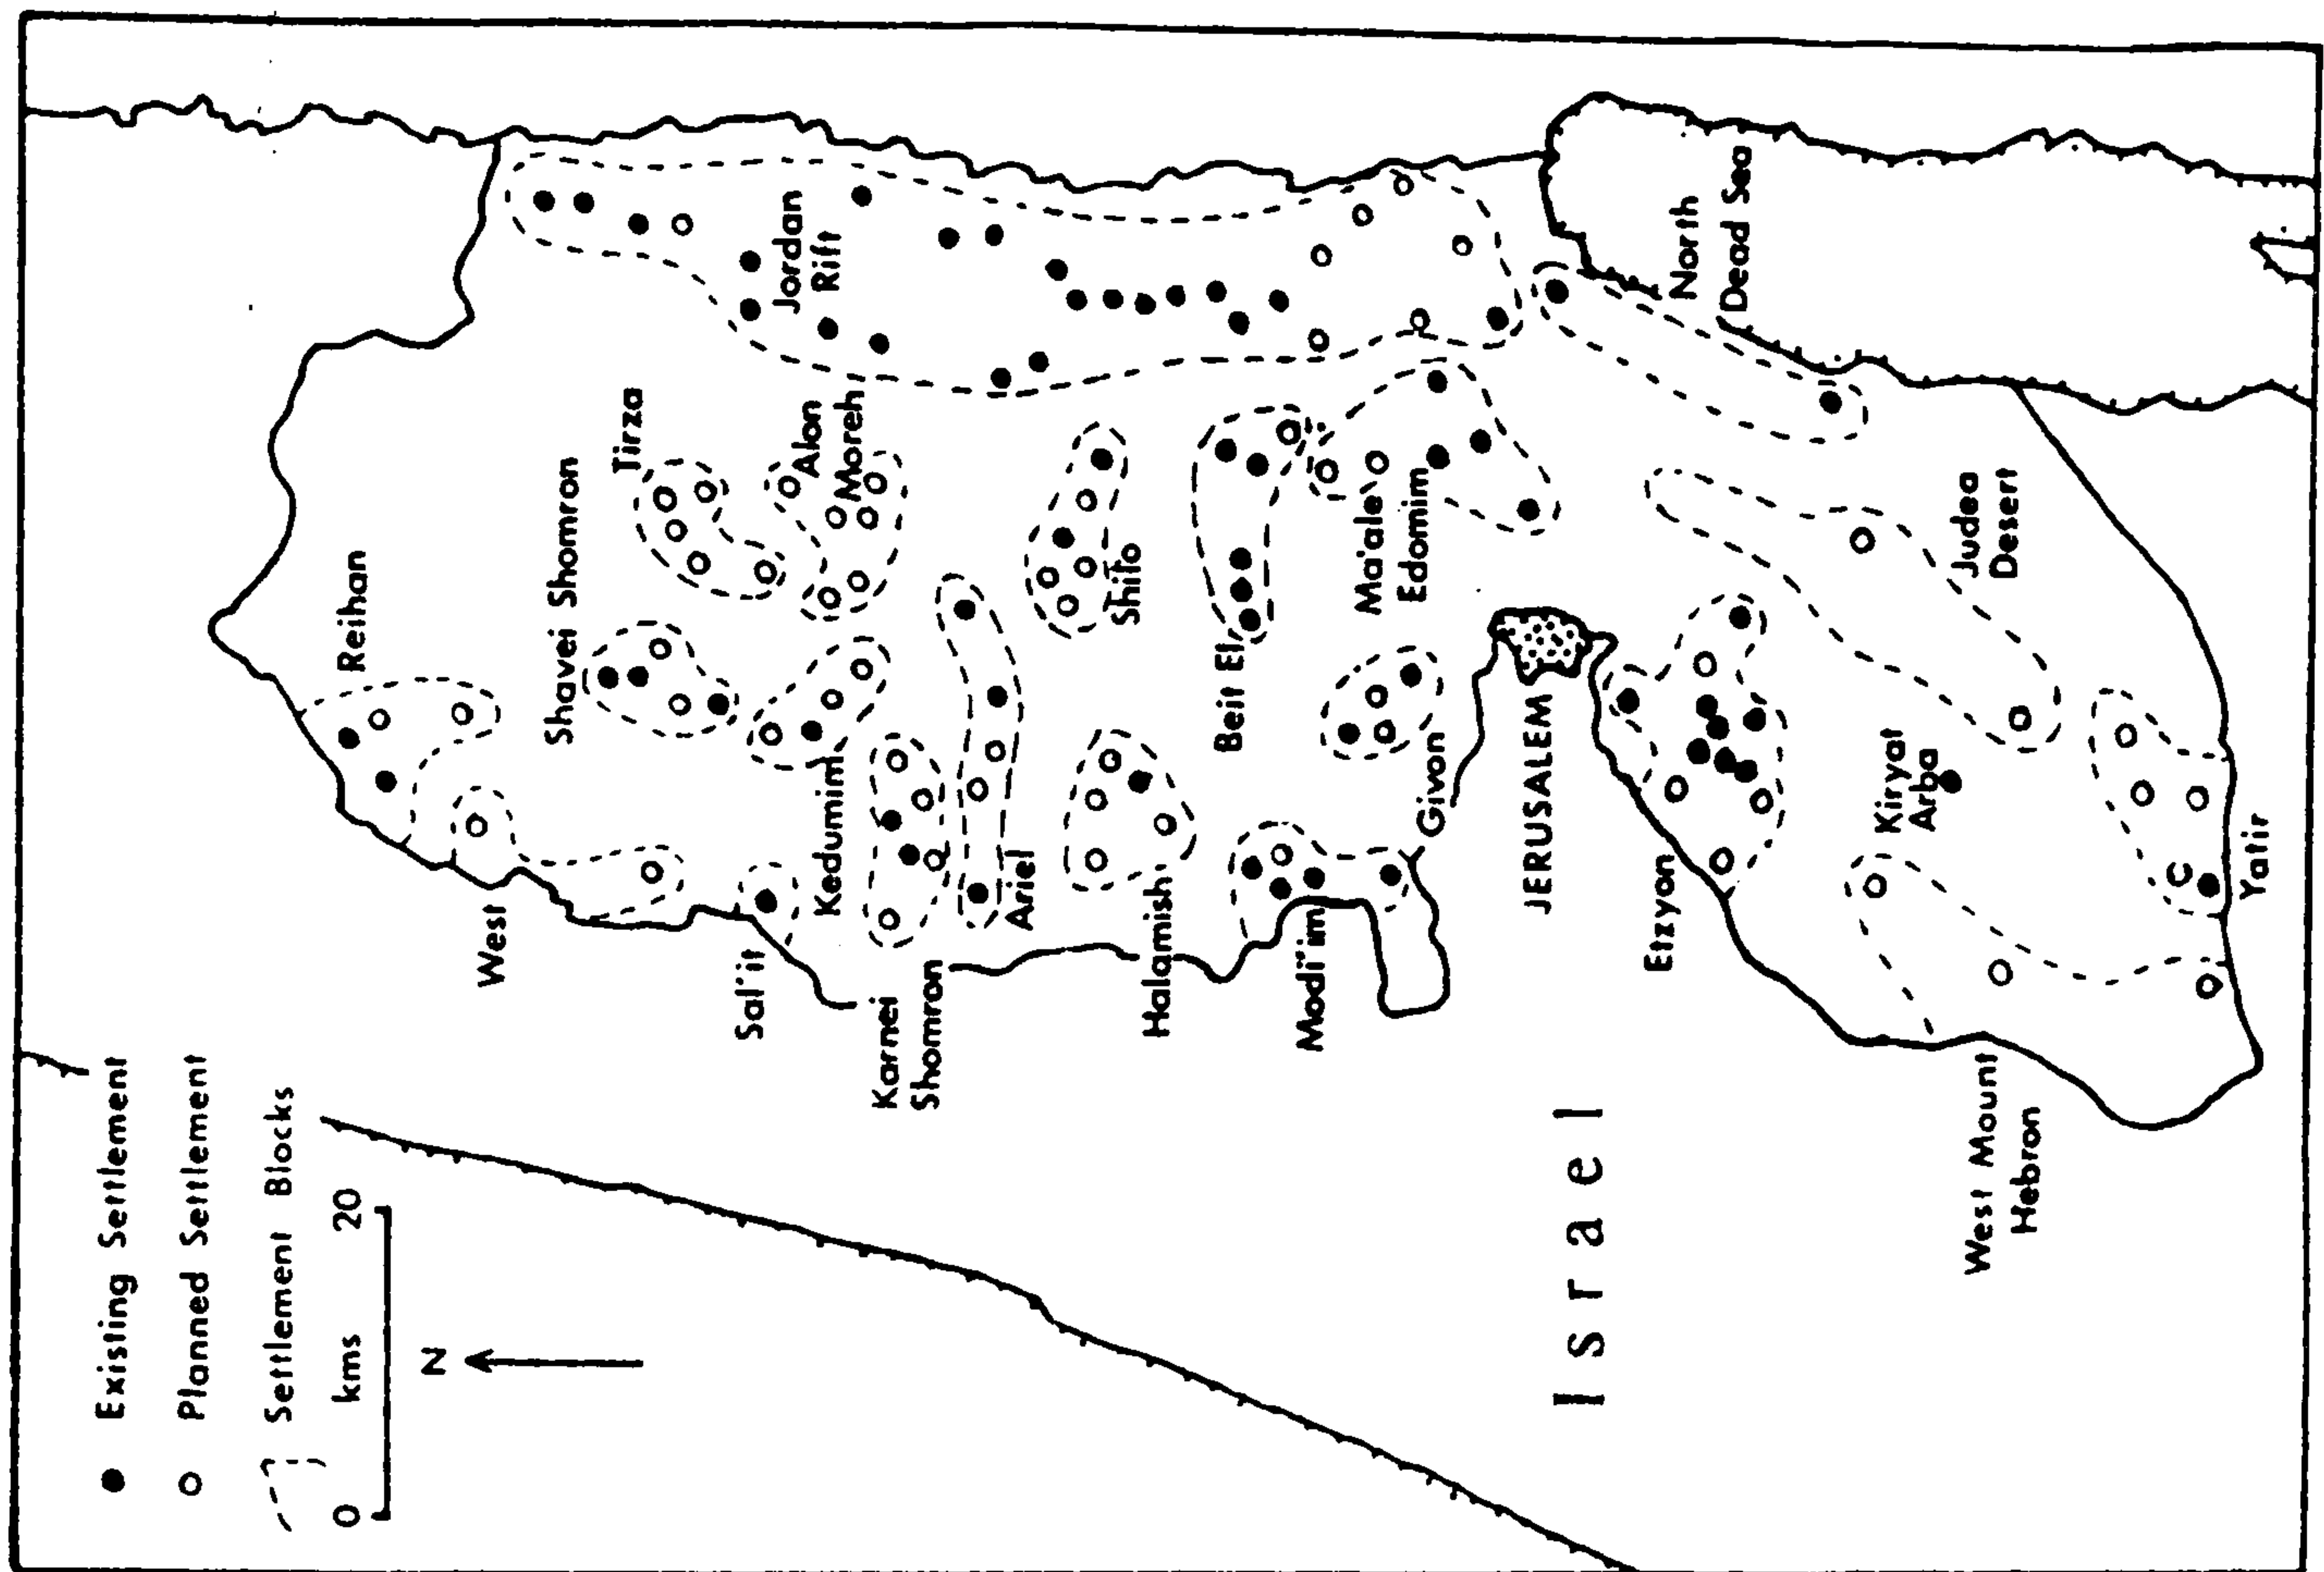 Existing Settlement
Planned Settlement
Settlement Blocks
0 kms 20
N
Reihan
West
Shavei Shomron
Tirza
Jordan
Rift
Alon
Moreh
Sal'it
Kedumim
Karnei
Shomron
Ariel
Shilo
Halamish
Beit El
Modi'im
Ma'ale
Edomim
Givon
JERUSALEM
Israel
North
Dead Sea
Etzyon
Judea
Desert
Kiryat
Arba
West Mount
Hebron
Yatir